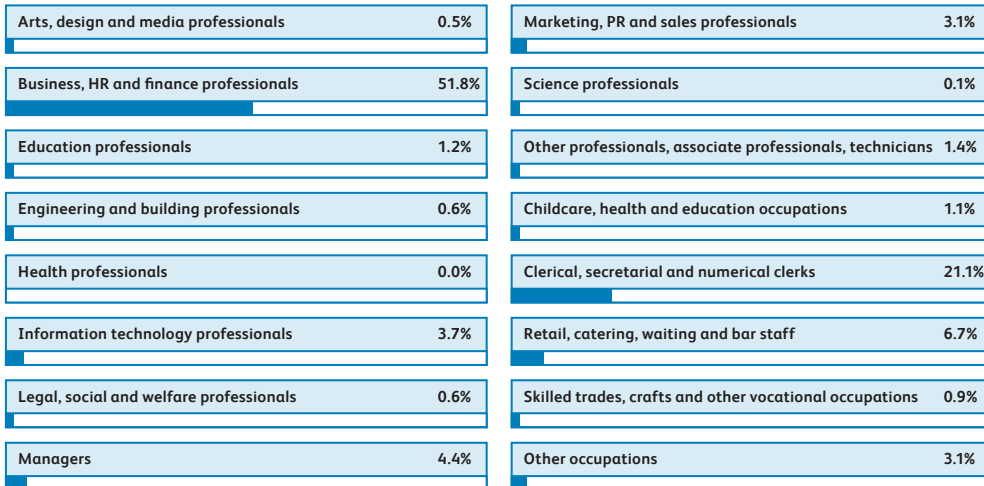 Arts, design and media professionals 0.5%
Business, HR and finance professionals 51.8%
Education professionals 1.2%
Engineering and building professionals 0.6%
Health professionals 0.0%
Information technology professionals 3.7%
Legal, social and welfare professionals 0.6%
Managers 4.4%
Marketing, PR and sales professionals 3.1%
Science professionals 0.1%
Other professionals, associate professionals, technicians 1.4%
Childcare, health and education occupations 1.1%
Clerical, secretarial and numerical clerks 21.1%
Retail, catering, waiting and bar staff 6.7%
Skilled trades, crafts and other vocational occupations 0.9%
Other occupations 3.1%